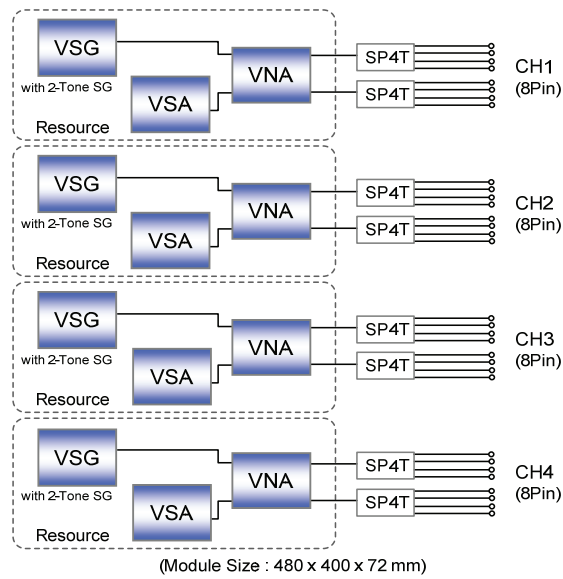 VSG
with 2-Tone SG
VSA
VNA
Resource
SP4T
SP4T
CH1
(8Pin)
VSG
with 2-Tone SG
VSA
VNA
Resource
SP4T
SP4T
CH2
(8Pin)
VSG
with 2-Tone SG
VSA
VNA
Resource
SP4T
SP4T
CH3
(8Pin)
VSG
with 2-Tone SG
VSA
VNA
Resource
SP4T
SP4T
CH4
(8Pin)
(Module Size : 480 x 400 x 72 mm)